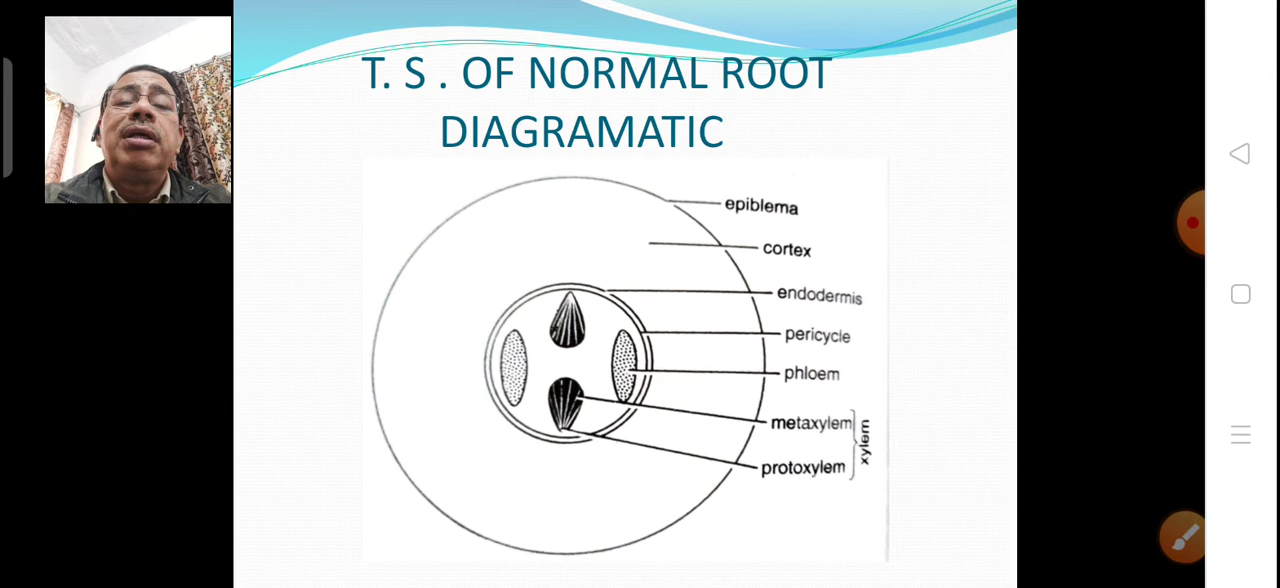 T. S . OF NORMAL ROOT
DIAGRAMATIC
epiblema
cortex
endodermis
pericycle
phloem
metaxylem
protoxylem
xylem